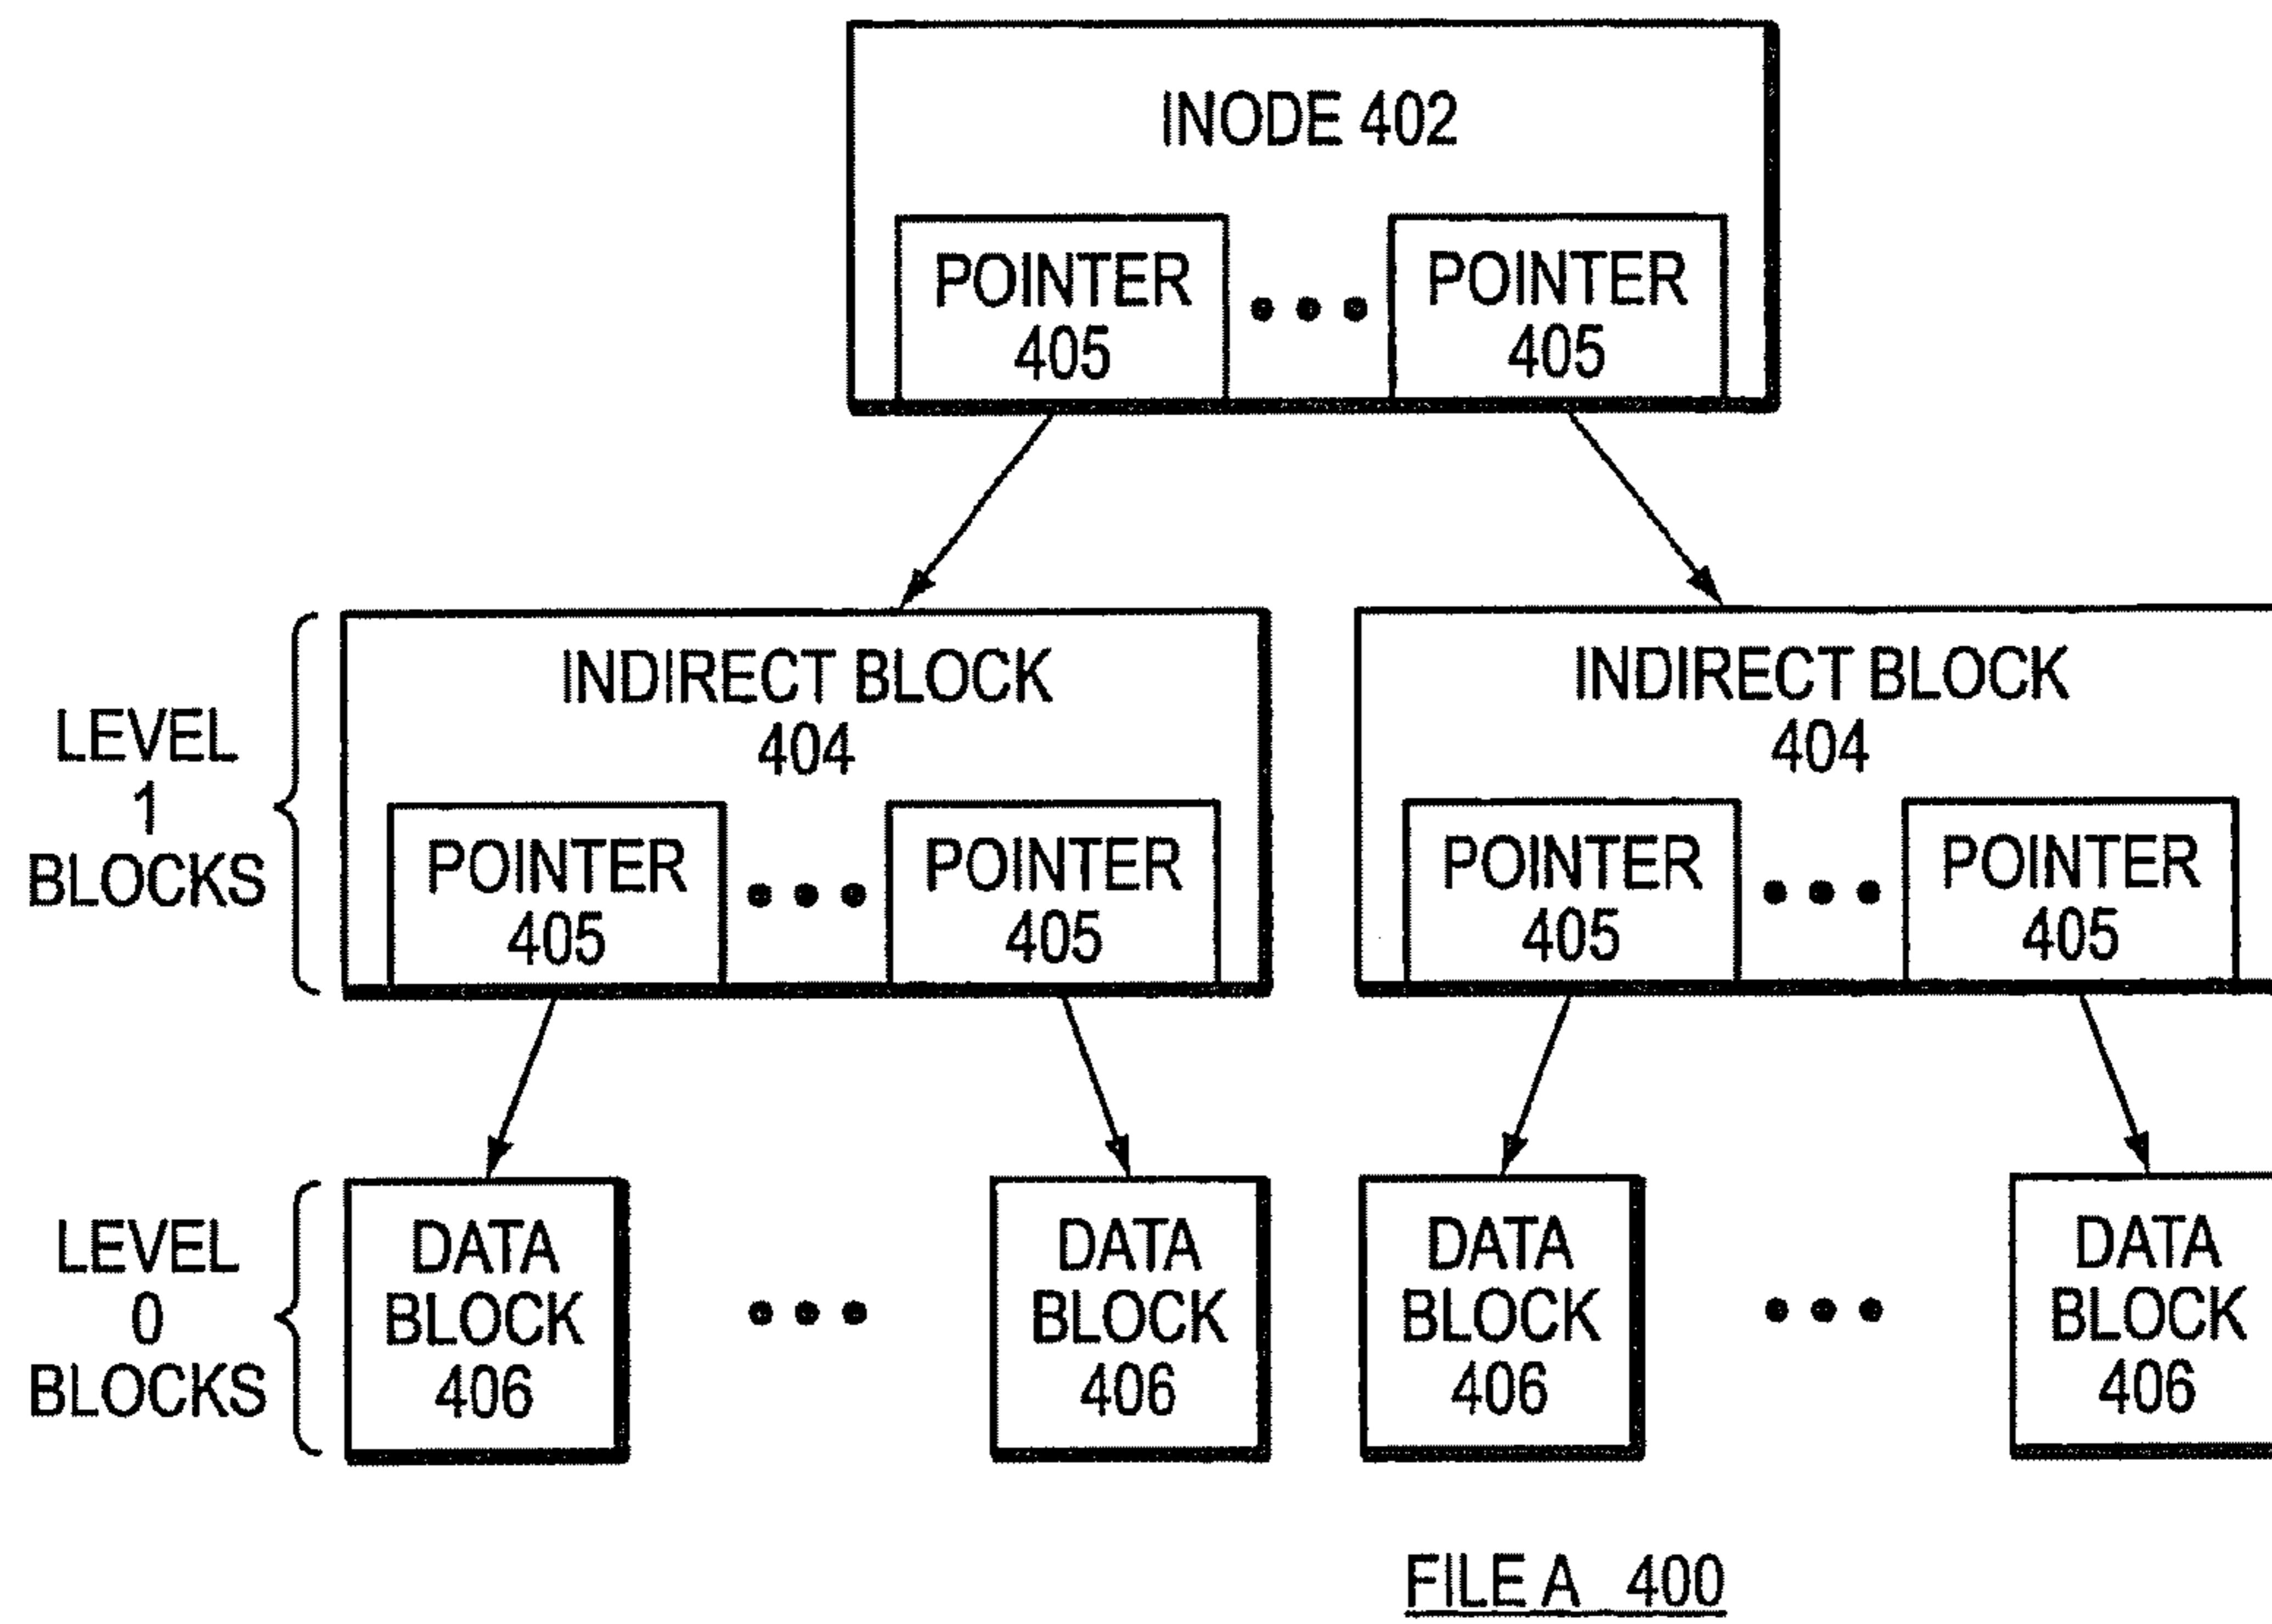 INODE 402
POINTER
405
POINTER
405
LEVEL
1
BLOCKS
INDIRECT BLOCK
404
POINTER
405
POINTER
405
INDIRECT BLOCK
404
POINTER
405
POINTER
405
LEVEL
0
BLOCKS
DATA
BLOCK
406
DATA
BLOCK
406
DATA
BLOCK
406
DATA
BLOCK
406
FILE A 400